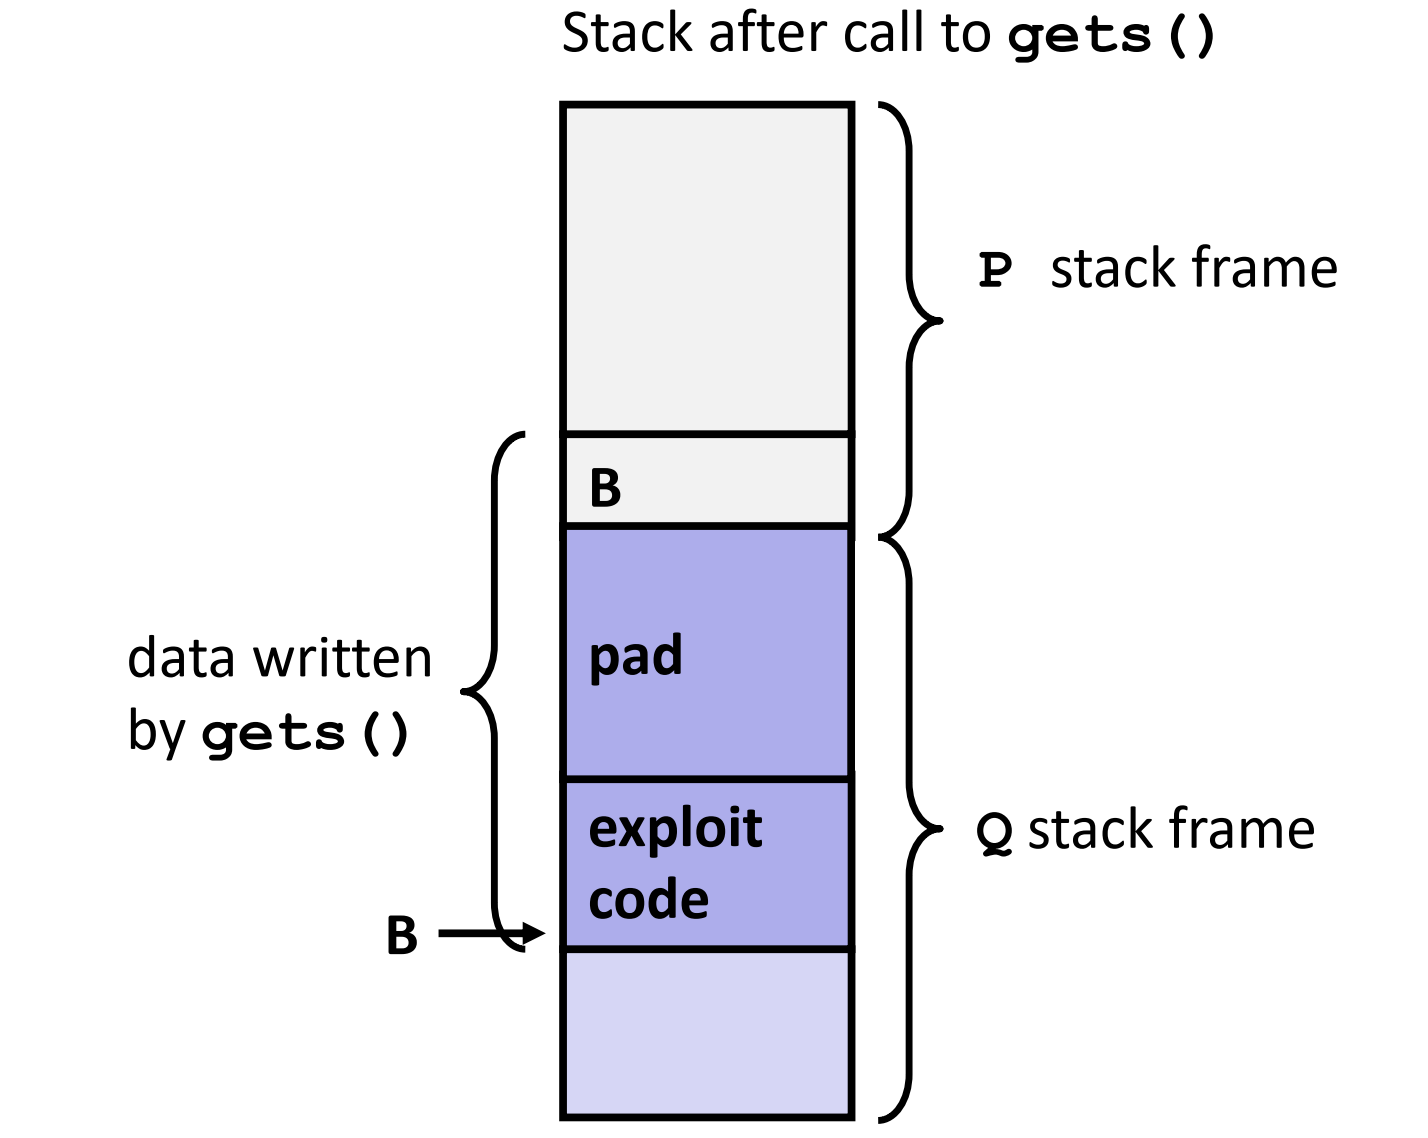 Stack after call to gets()
P stack frame
B
pad
data written
by gets()
exploit
code
Q stack frame
B